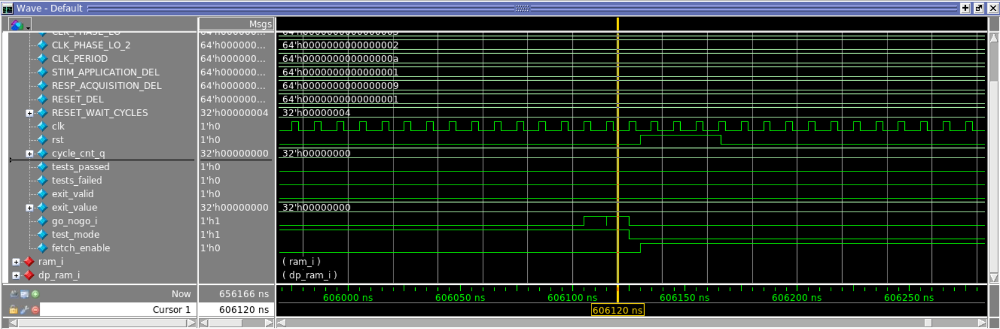 Wave - Default
Msgs
CLK_PHASE_LO
CLK_PHASE_LO_2 64'h000000... 64'h0000000000000002
CLK_PERIOD 64'h000000... 64'h000000000000000a
STIM_APPLICATION_DEL 64'h000000... 64'h0000000000000001
RESP_ACQUISITION_DEL 64'h000000... 64'h0000000000000009
RESET_DEL 64'h000000... 64'h0000000000000001
RESET_WAIT_CYCLES 32'h00000004 32'h00000004
clk 1'h0
rst 1'h0
cycle_cnt_q 32'h00000000 32'h00000000
tests_passed 1'h0
tests_failed 1'h0
exit_valid 1'h0
exit_value 32'h00000000 32'h00000000
go_nogo_i 1'h1
test_mode 1'h1
fetch_enable 1'h0
ram_i ( ram_i )
dp_ram_i ( dp_ram_i )
Now 656166 ns 606000 ns 606050 ns 606100 ns 606150 ns 606200 ns 606250 ns
Cursor 1 606120 ns 606120 ns